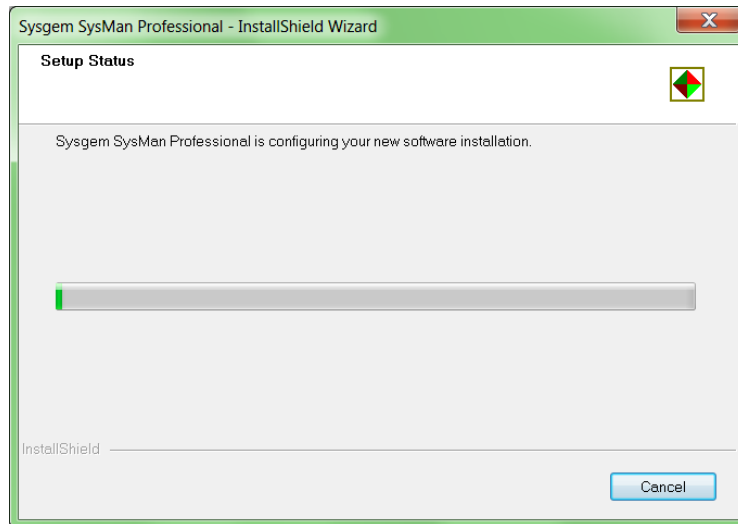 Sysgem SysMan Professional - InstallShield Wizard
Setup Status
Sysgem SysMan Professional is configuring your new software installation.
InstallShield
Cancel